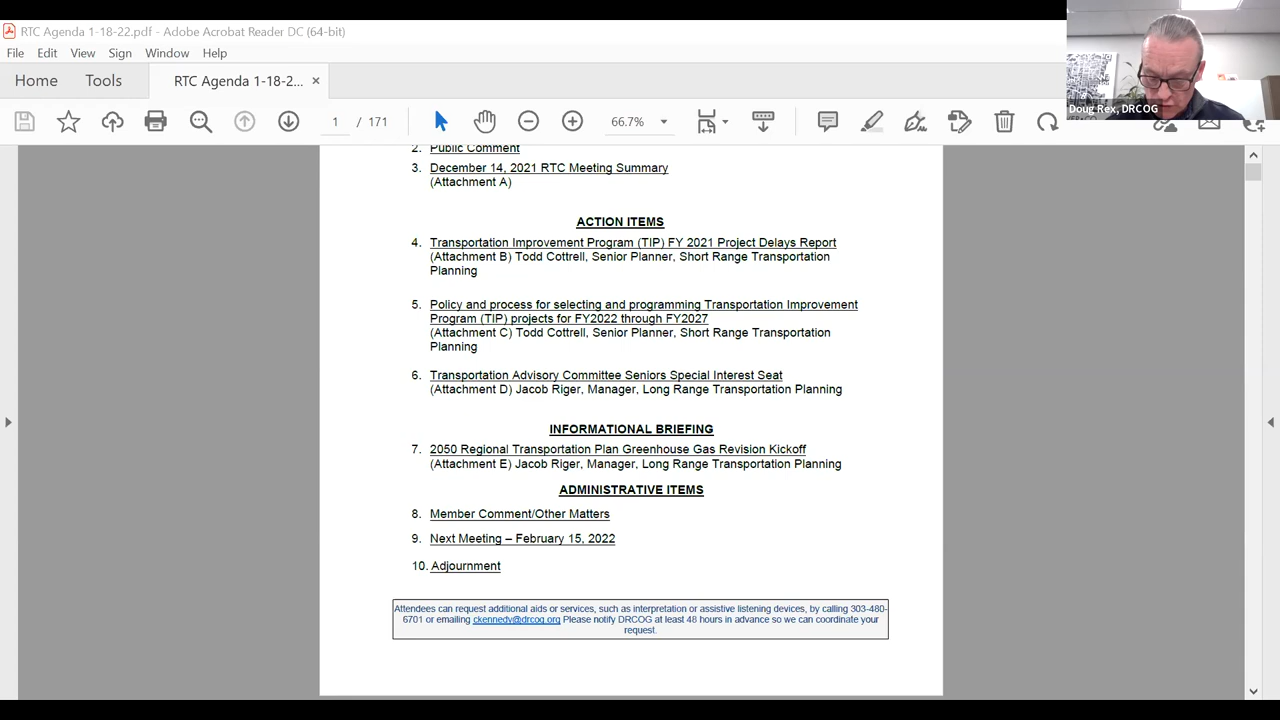 RTC Agenda 1-18-22.pdf - Adobe Acrobat Reader DC (64-bit)
File Edit View Sign Window Help
Home Tools RTC Agenda 1-18-2... ×
1 / 171 66.7%
Doug Rex, DRCOG
2. Public Comment
3. December 14, 2021 RTC Meeting Summary
(Attachment A)
ACTION ITEMS
4. Transportation Improvement Program (TIP) FY 2021 Project Delays Report
(Attachment B) Todd Cottrell, Senior Planner, Short Range Transportation
Planning
5. Policy and process for selecting and programming Transportation Improvement
Program (TIP) projects for FY2022 through FY2027
(Attachment C) Todd Cottrell, Senior Planner, Short Range Transportation
Planning
6. Transportation Advisory Committee Seniors Special Interest Seat
(Attachment D) Jacob Riger, Manager, Long Range Transportation Planning
INFORMATIONAL BRIEFING
7. 2050 Regional Transportation Plan Greenhouse Gas Revision Kickoff
(Attachment E) Jacob Riger, Manager, Long Range Transportation Planning
ADMINISTRATIVE ITEMS
8. Member Comment/Other Matters
9. Next Meeting – February 15, 2022
10. Adjournment
Attendees can request additional aids or services, such as interpretation or assistive listening devices, by calling 303-480-
6701 or emailing ckennedy@drcog.org Please notify DRCOG at least 48 hours in advance so we can coordinate your
request.